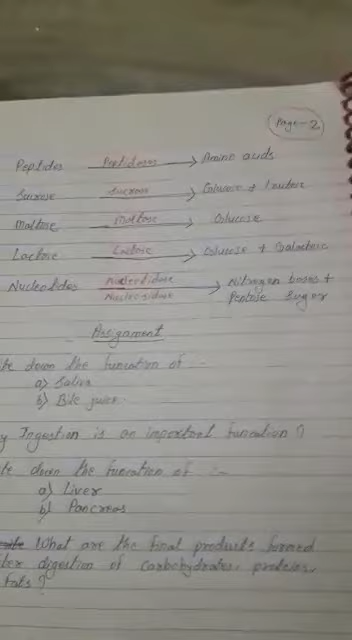 Page-2
Peptides Peptidases → Amino acids
Sucrose Sucrase → Glucose + Fructose
Maltose Maltase → Glucose
Lactose Lactase → Glucose + Galactose
Nucleotides Nucleotidase → Nitrogen bases +
Nucleosidase Pentose Sugar
Assignment
te down the function of :-
a) Saliva
b) Bile juice
y Ingestion is an important function?
te down the function of :-
a) Liver
b) Pancreas
What are the final products formed
ter digestion of carbohydrates, proteins,
fats?